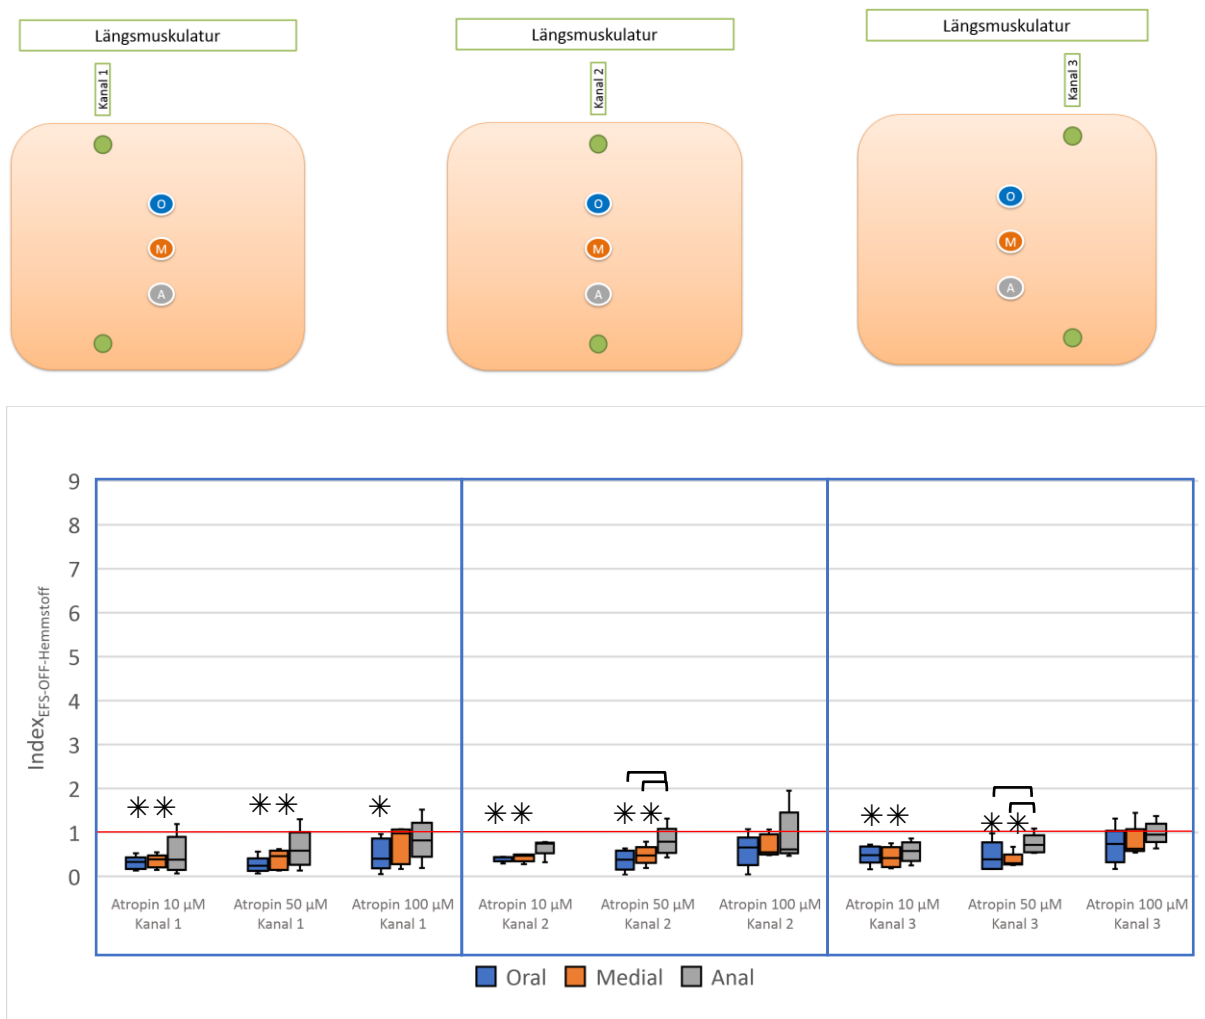 Längsmuskulatur
Längsmuskulatur
Längsmuskulatur
Kanal 1
Kanal 2
Kanal 3
O
M
A
O
M
A
O
M
A
Index EFS-OFF-Hemmstoff
9
8
7
6
5
4
3
2
1
0
Atropin 10 µM
Kanal 1
Atropin 50 µM
Kanal 1
Atropin 100 µM
Kanal 1
Atropin 10 µM
Kanal 2
Atropin 50 µM
Kanal 2
Atropin 100 µM
Kanal 2
Atropin 10 µM
Kanal 3
Atropin 50 µM
Kanal 3
Atropin 100 µM
Kanal 3
Oral
Medial
Anal